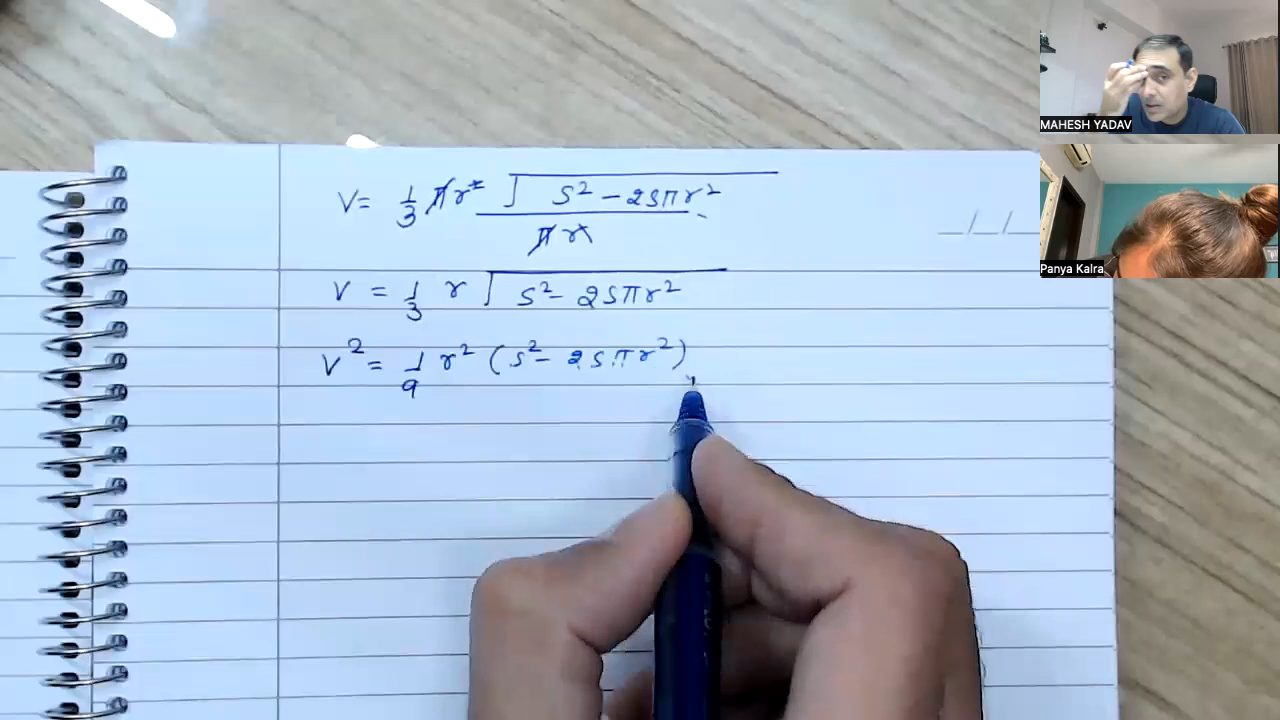 V = 1/3 πr² √(S² − 2Sπr²) / πr
V = 1/3 r √(S² − 2Sπr²)
V² = 1/9 r² (S² − 2Sπr²)
_/_/_
MAHESH YADAV
Panya Kalra